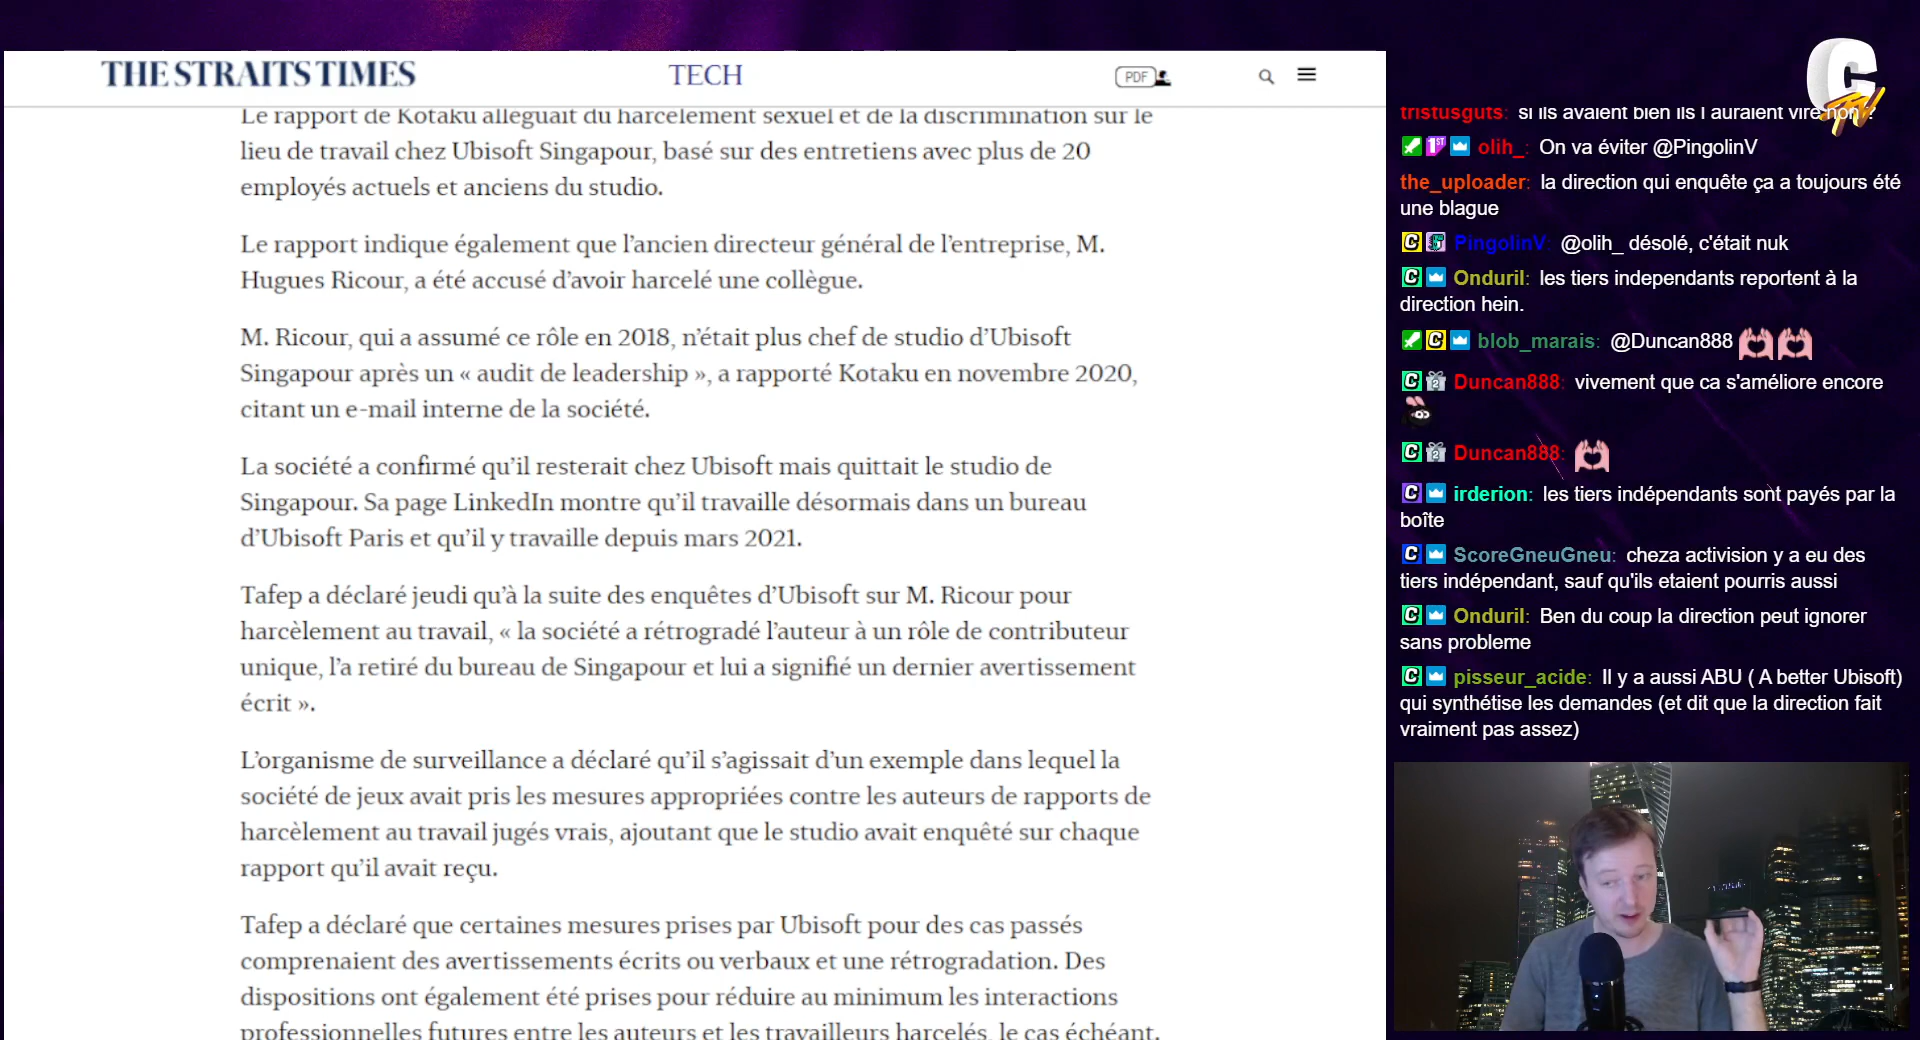 THE STRAITS TIMES
TECH
PDF
Le rapport de Kotaku alléguait du harcèlement sexuel et de la discrimination sur le
lieu de travail chez Ubisoft Singapour, basé sur des entretiens avec plus de 20
employés actuels et anciens du studio.
Le rapport indique également que l’ancien directeur général de l’entreprise, M.
Hugues Ricour, a été accusé d’avoir harcelé une collègue.
M. Ricour, qui a assumé ce rôle en 2018, n’était plus chef de studio d’Ubisoft
Singapour après un « audit de leadership », a rapporté Kotaku en novembre 2020,
citant un e-mail interne de la société.
La société a confirmé qu’il resterait chez Ubisoft mais quittait le studio de
Singapour. Sa page LinkedIn montre qu’il travaille désormais dans un bureau
d’Ubisoft Paris et qu’il y travaille depuis mars 2021.
Tafep a déclaré jeudi qu’à la suite des enquêtes d’Ubisoft sur M. Ricour pour
harcèlement au travail, « la société a rétrogradé l’auteur à un rôle de contributeur
unique, l’a retiré du bureau de Singapour et lui a signifié un dernier avertissement
écrit ».
L’organisme de surveillance a déclaré qu’il s’agissait d’un exemple dans lequel la
société de jeux avait pris les mesures appropriées contre les auteurs de rapports de
harcèlement au travail jugés vrais, ajoutant que le studio avait enquêté sur chaque
rapport qu’il avait reçu.
Tafep a déclaré que certaines mesures prises par Ubisoft pour des cas passés
comprenaient des avertissements écrits ou verbaux et une rétrogradation. Des
dispositions ont également été prises pour réduire au minimum les interactions
professionnelles futures entre les auteurs et les travailleurs harcelés, le cas échéant.
C
TV
tristusguts: si ils avaient bien ils l auraient viré non ?
1ST olih_: On va éviter @PingolinV
the_uploader: la direction qui enquête ça a toujours été
une blague
C PingolinV: @olih_ désolé, c'était nuk
C Onduril: les tiers independants reportent à la
direction hein.
C blob_marais: @Duncan888
C 2 Duncan888: vivement que ca s'améliore encore
C 2 Duncan888:
C irderion: les tiers indépendants sont payés par la
boîte
C ScoreGneuGneu: cheza activision y a eu des
tiers indépendant, sauf qu'ils etaient pourris aussi
C Onduril: Ben du coup la direction peut ignorer
sans probleme
C pisseur_acide: Il y a aussi ABU ( A better Ubisoft)
qui synthétise les demandes (et dit que la direction fait
vraiment pas assez)